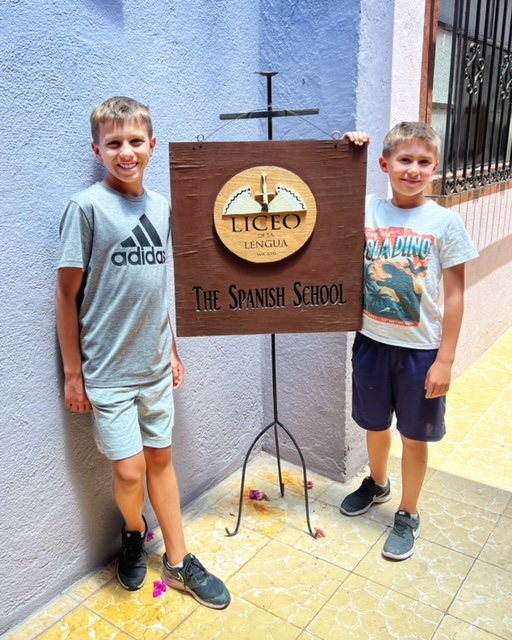 adidas
LICEO
DE LA
LENGUA
THE SPANISH SCHOOL